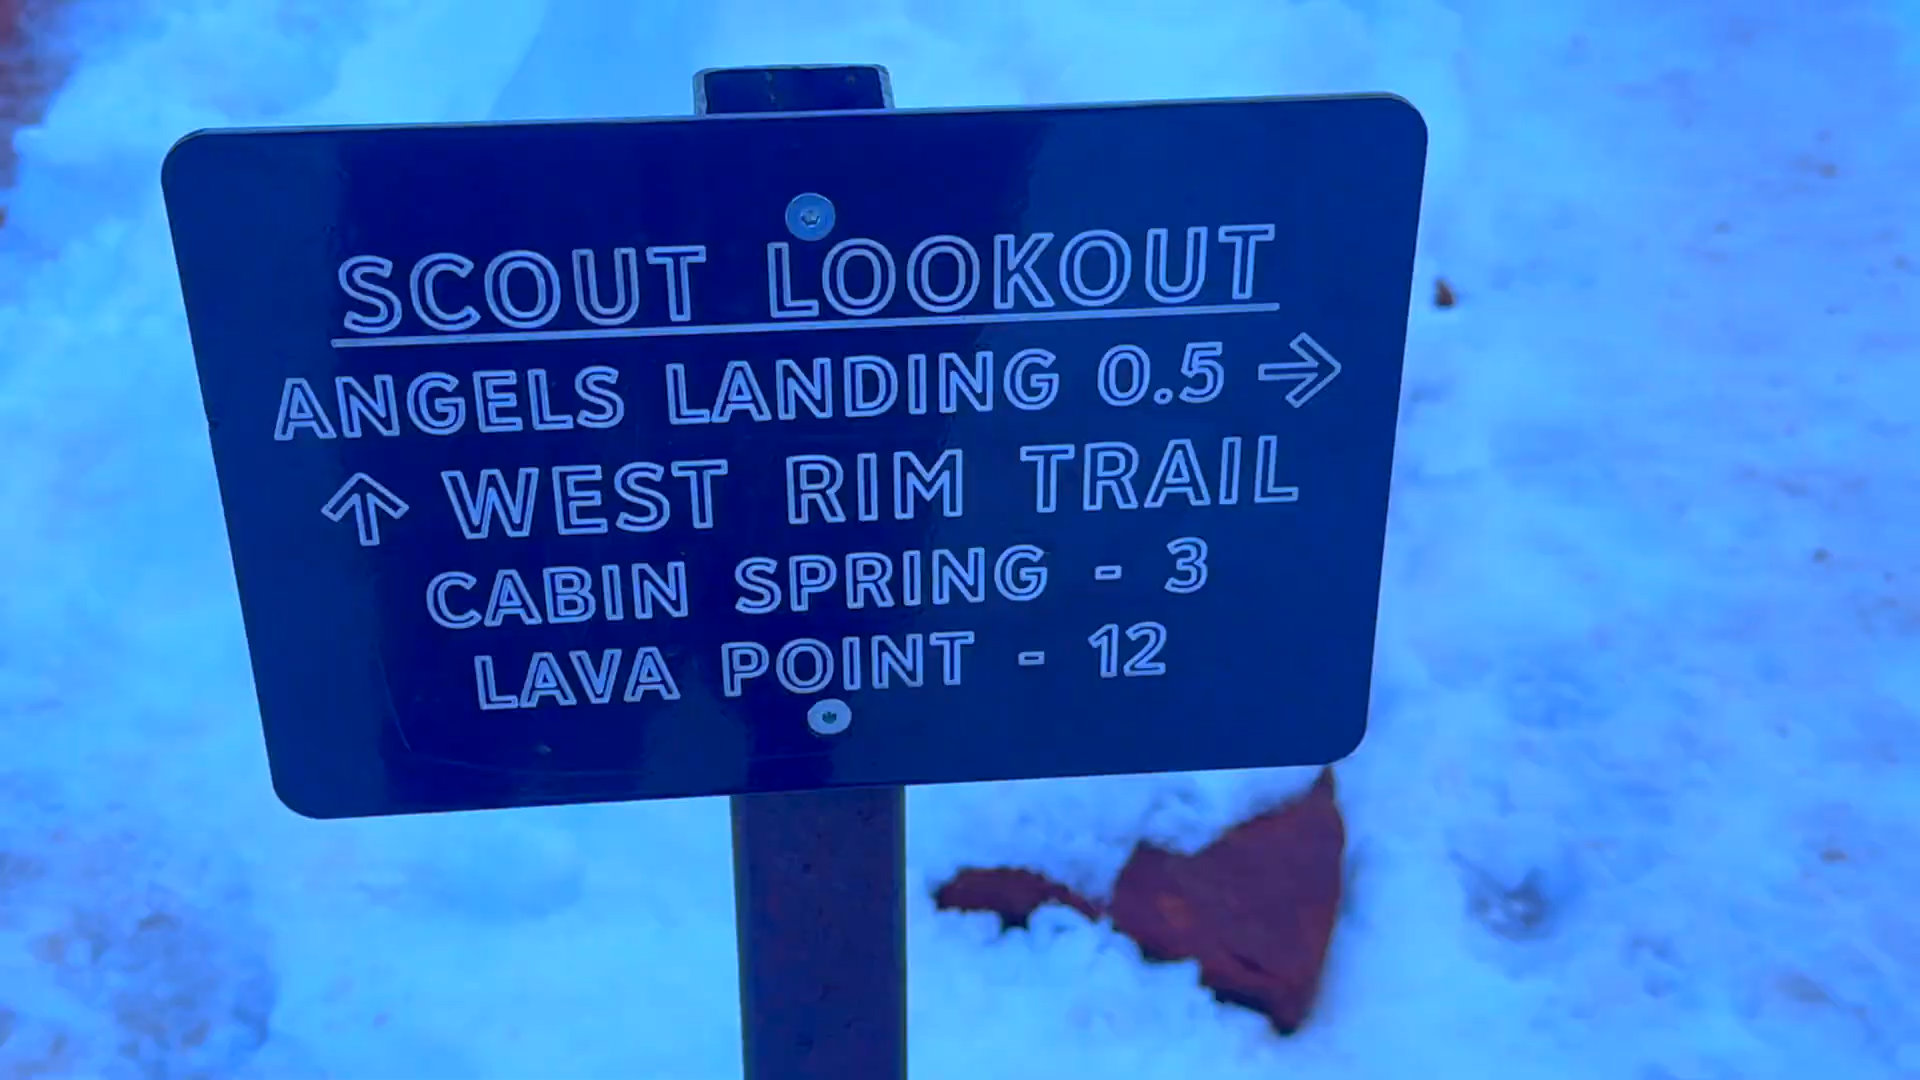 SCOUT LOOKOUT
ANGELS LANDING 0.5 →
↑ WEST RIM TRAIL
CABIN SPRING - 3
LAVA POINT - 12